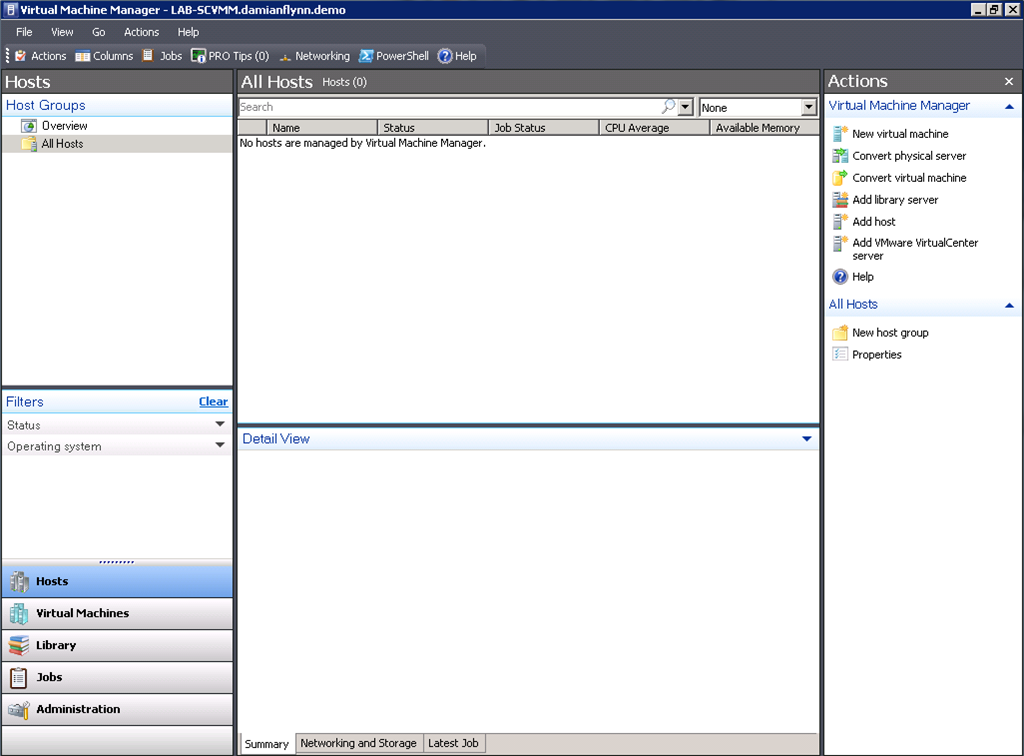 Virtual Machine Manager - LAB-SCVMM.damianflynn.demo
File View Go Actions Help
Actions Columns Jobs PRO Tips (0) Networking PowerShell Help
Hosts
Host Groups
Overview
All Hosts
Filters Clear
Status
Operating system
Hosts
Virtual Machines
Library
Jobs
Administration
All Hosts Hosts (0)
Search None
Name Status Job Status CPU Average Available Memory
No hosts are managed by Virtual Machine Manager.
Detail View
Summary Networking and Storage Latest Job
Actions
Virtual Machine Manager
New virtual machine
Convert physical server
Convert virtual machine
Add library server
Add host
Add VMware VirtualCenter
server
Help
All Hosts
New host group
Properties